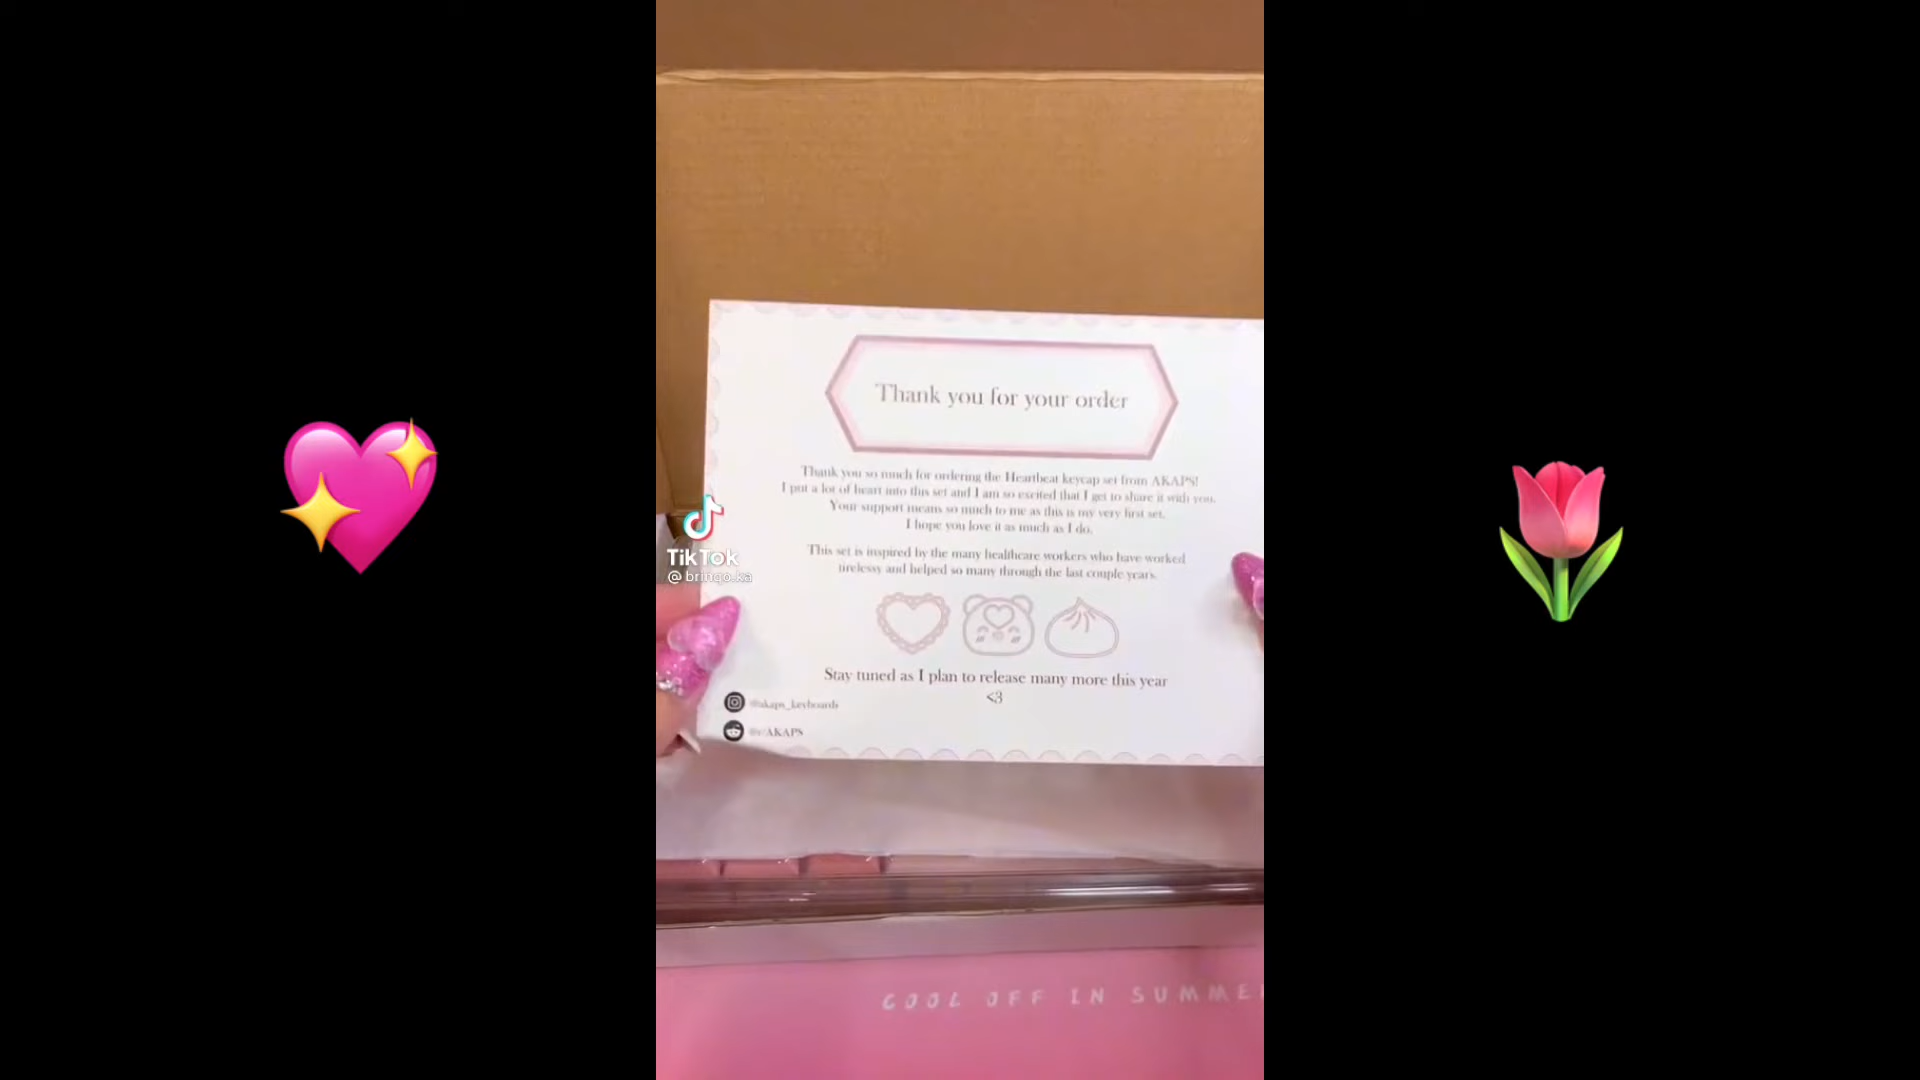 Thank you for your order
Thank you so much for ordering the Heartbeat keycap set from AKAPS!
I put a lot of heart into this set and I am so excited that I get to share it with you.
Your support means so much to me as this is my very first set.
I hope you love it as much as I do.
This set is inspired by the many healthcare workers who have worked
tirelessy and helped so many through the last couple years.
Stay tuned as I plan to release many more this year
<3
@akaps_keyboards
@r/AKAPS
TikTok
@bringo.ka
COOL OFF IN SUMME